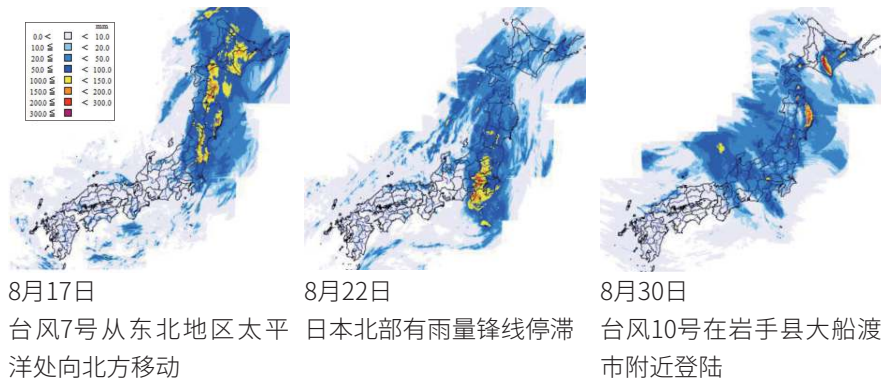 mm
0.0 < < 10.0
10.0 ≦ < 20.0
20.0 ≦ < 50.0
50.0 ≦ < 100.0
100.0 ≦ < 150.0
150.0 ≦ < 200.0
200.0 ≦ < 300.0
300.0 ≦
8月17日
台风7号从东北地区太平
洋处向北方移动
8月22日
日本北部有雨量锋线停滞
8月30日
台风10号在岩手县大船渡
市附近登陆